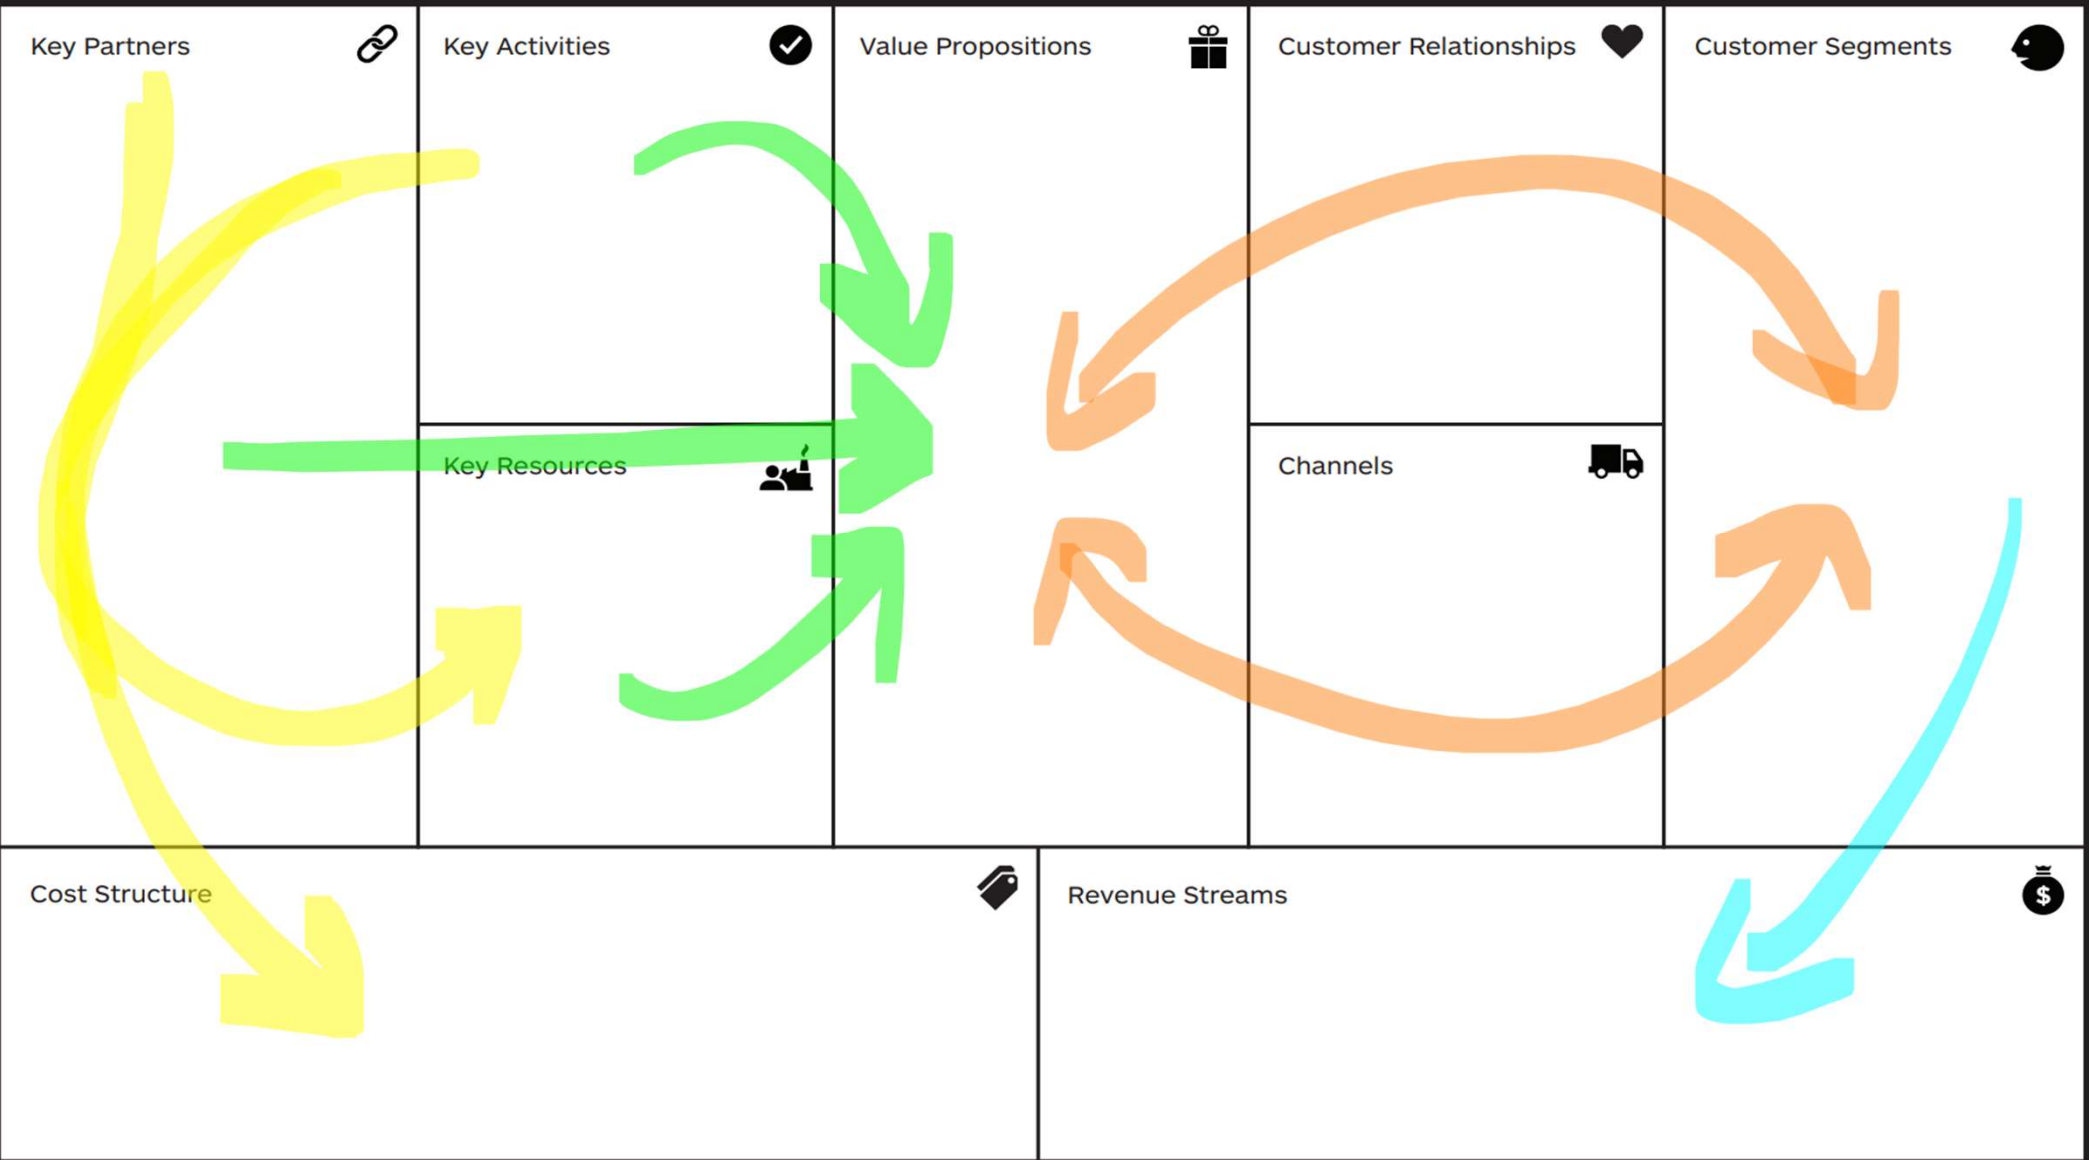 Key Partners
Key Activities
Value Propositions
Customer Relationships
Customer Segments
Key Resources
Channels
Cost Structure
Revenue Streams
$